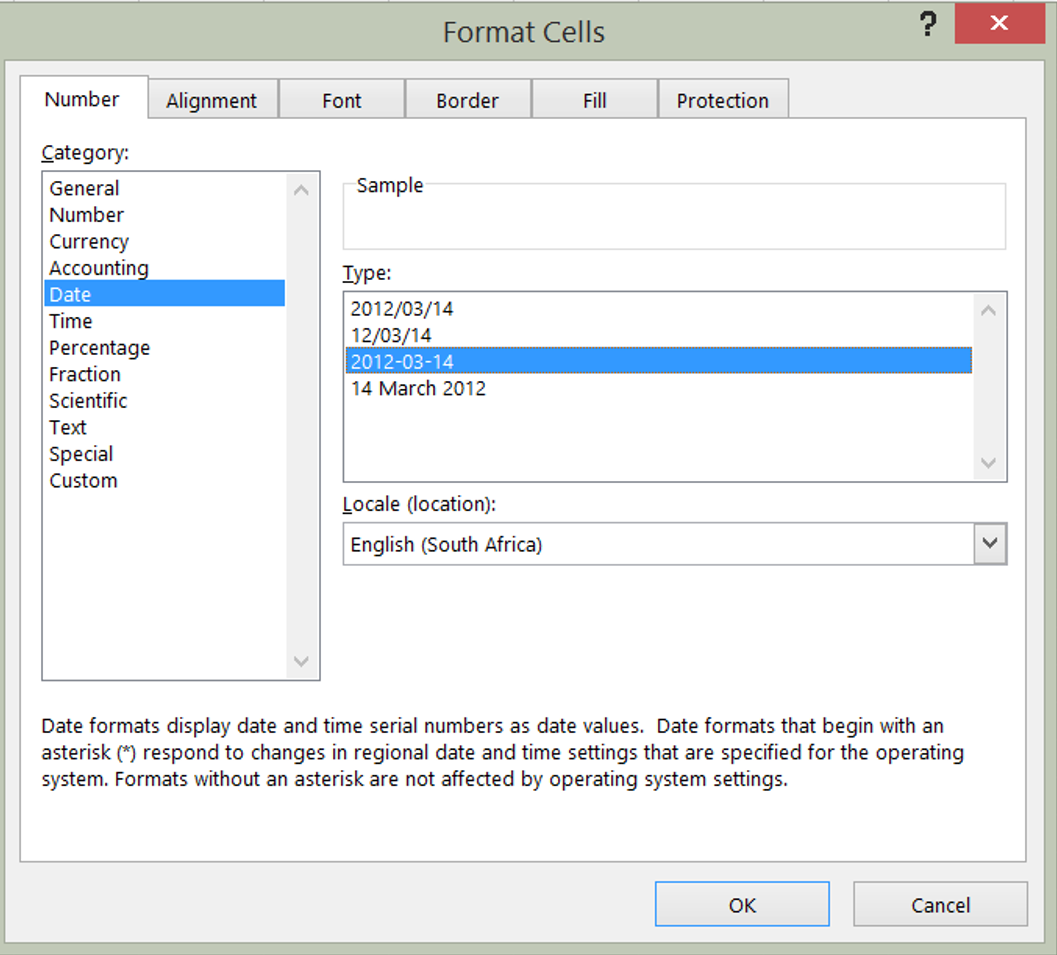 Format Cells
?
Number
Alignment
Font
Border
Fill
Protection
Category:
General
Number
Currency
Accounting
Date
Time
Percentage
Fraction
Scientific
Text
Special
Custom
Sample
Type:
2012/03/14
12/03/14
2012-03-14
14 March 2012
Locale (location):
English (South Africa)
Date formats display date and time serial numbers as date values.  Date formats that begin with an
asterisk (*) respond to changes in regional date and time settings that are specified for the operating
system. Formats without an asterisk are not affected by operating system settings.
OK
Cancel